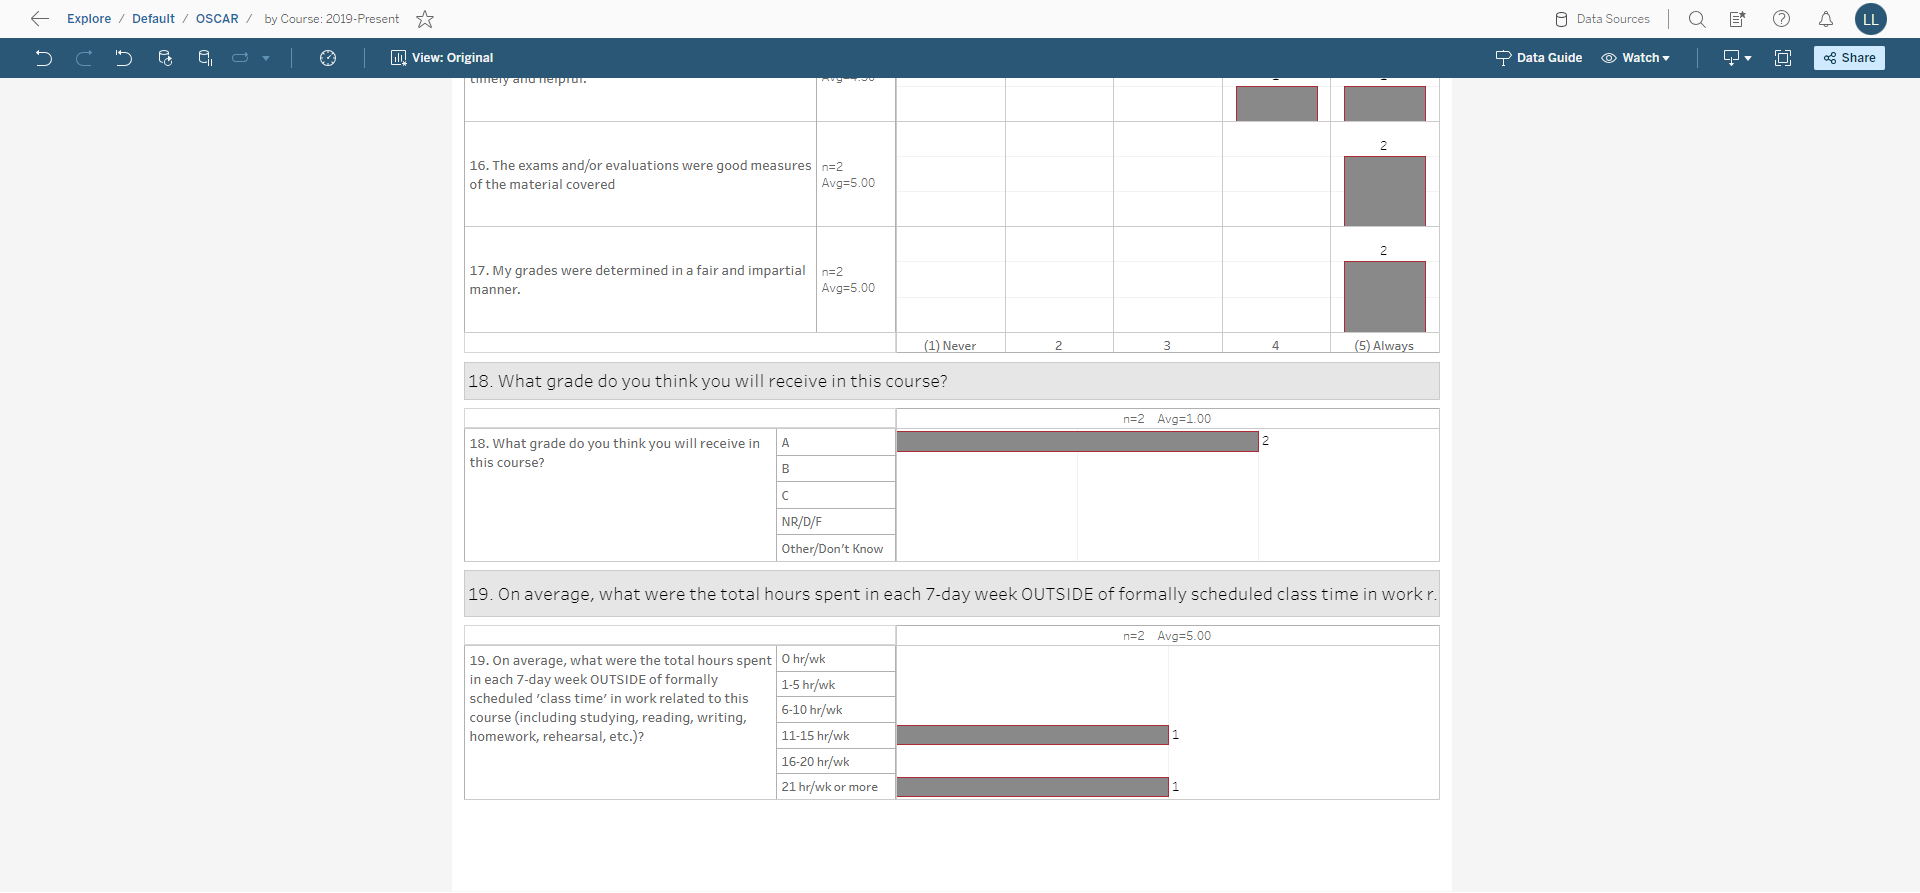 Explore / Default / OSCAR / by Course: 2019-Present
Data Sources
LL
View: Original
Data Guide
Watch
Share
timely and helpful.
Avg=4.50
1
1
16. The exams and/or evaluations were good measures
of the material covered
n=2
Avg=5.00
2
17. My grades were determined in a fair and impartial
manner.
n=2
Avg=5.00
2
(1) Never
2
3
4
(5) Always
18. What grade do you think you will receive in this course?
n=2 Avg=1.00
18. What grade do you think you will receive in
this course?
A
2
B
C
NR/D/F
Other/Don't Know
19. On average, what were the total hours spent in each 7-day week OUTSIDE of formally scheduled class time in work r.
n=2 Avg=5.00
19. On average, what were the total hours spent
in each 7-day week OUTSIDE of formally
scheduled 'class time' in work related to this
course (including studying, reading, writing,
homework, rehearsal, etc.)?
0 hr/wk
1-5 hr/wk
6-10 hr/wk
11-15 hr/wk
1
16-20 hr/wk
21 hr/wk or more
1